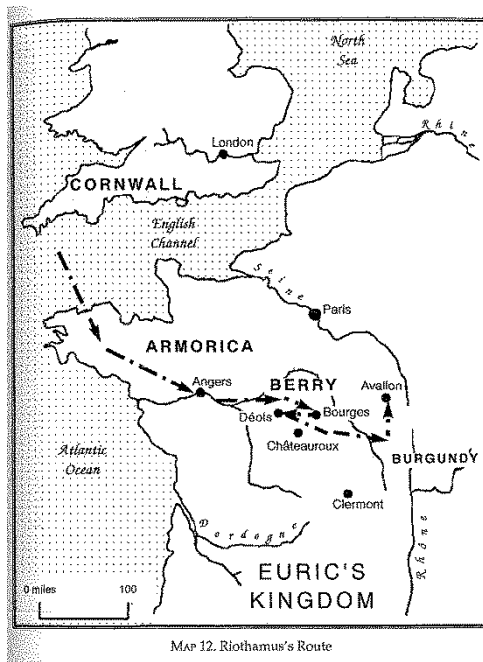 North
Sea
Rhine
London
CORNWALL
English
Channel
Seine
Paris
ARMORICA
Angers
BERRY
Avallon
Déols
Bourges
Châteauroux
BURGUNDY
Atlantic
Ocean
Clermont
Dordogne
EURIC'S
KINGDOM
Rhône
0 miles 100
MAP 12. Riothamus's Route